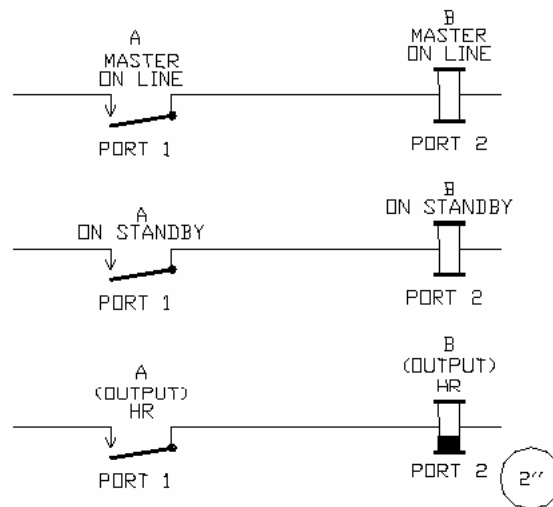 A
MASTER
ON LINE
PORT 1
B
MASTER
ON LINE
PORT 2
A
ON STANDBY
PORT 1
B
ON STANDBY
PORT 2
A
(OUTPUT)
HR
PORT 1
B
(OUTPUT)
HR
PORT 2
2"